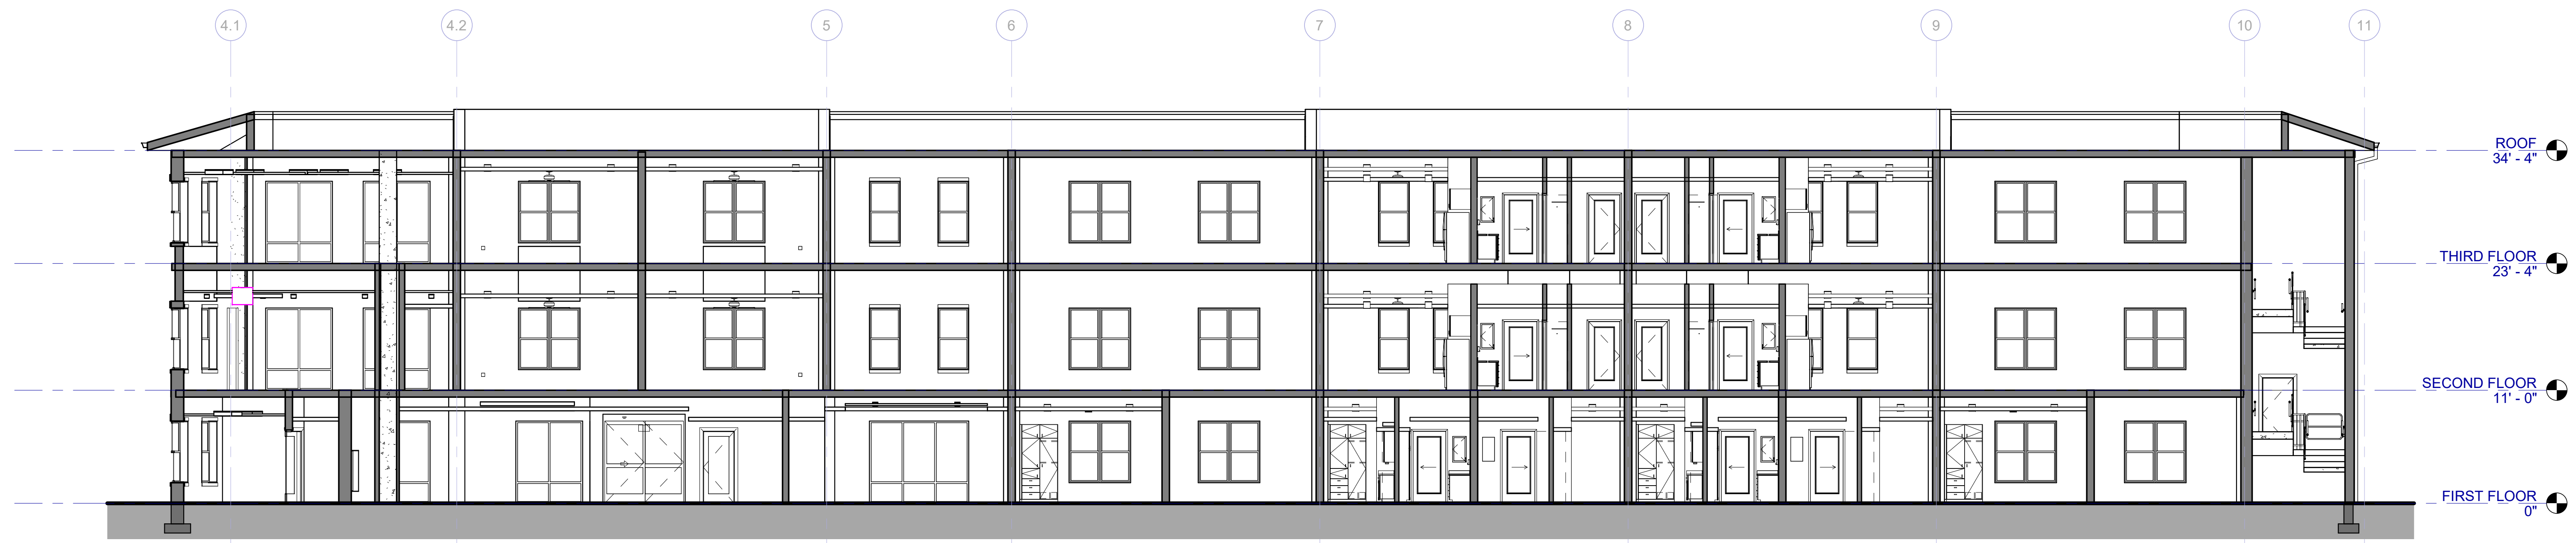 4.1 4.2 5 6 7 8 9 10 11
ROOF
34' - 4"
THIRD FLOOR
23' - 4"
SECOND FLOOR
11' - 0"
FIRST FLOOR
0"